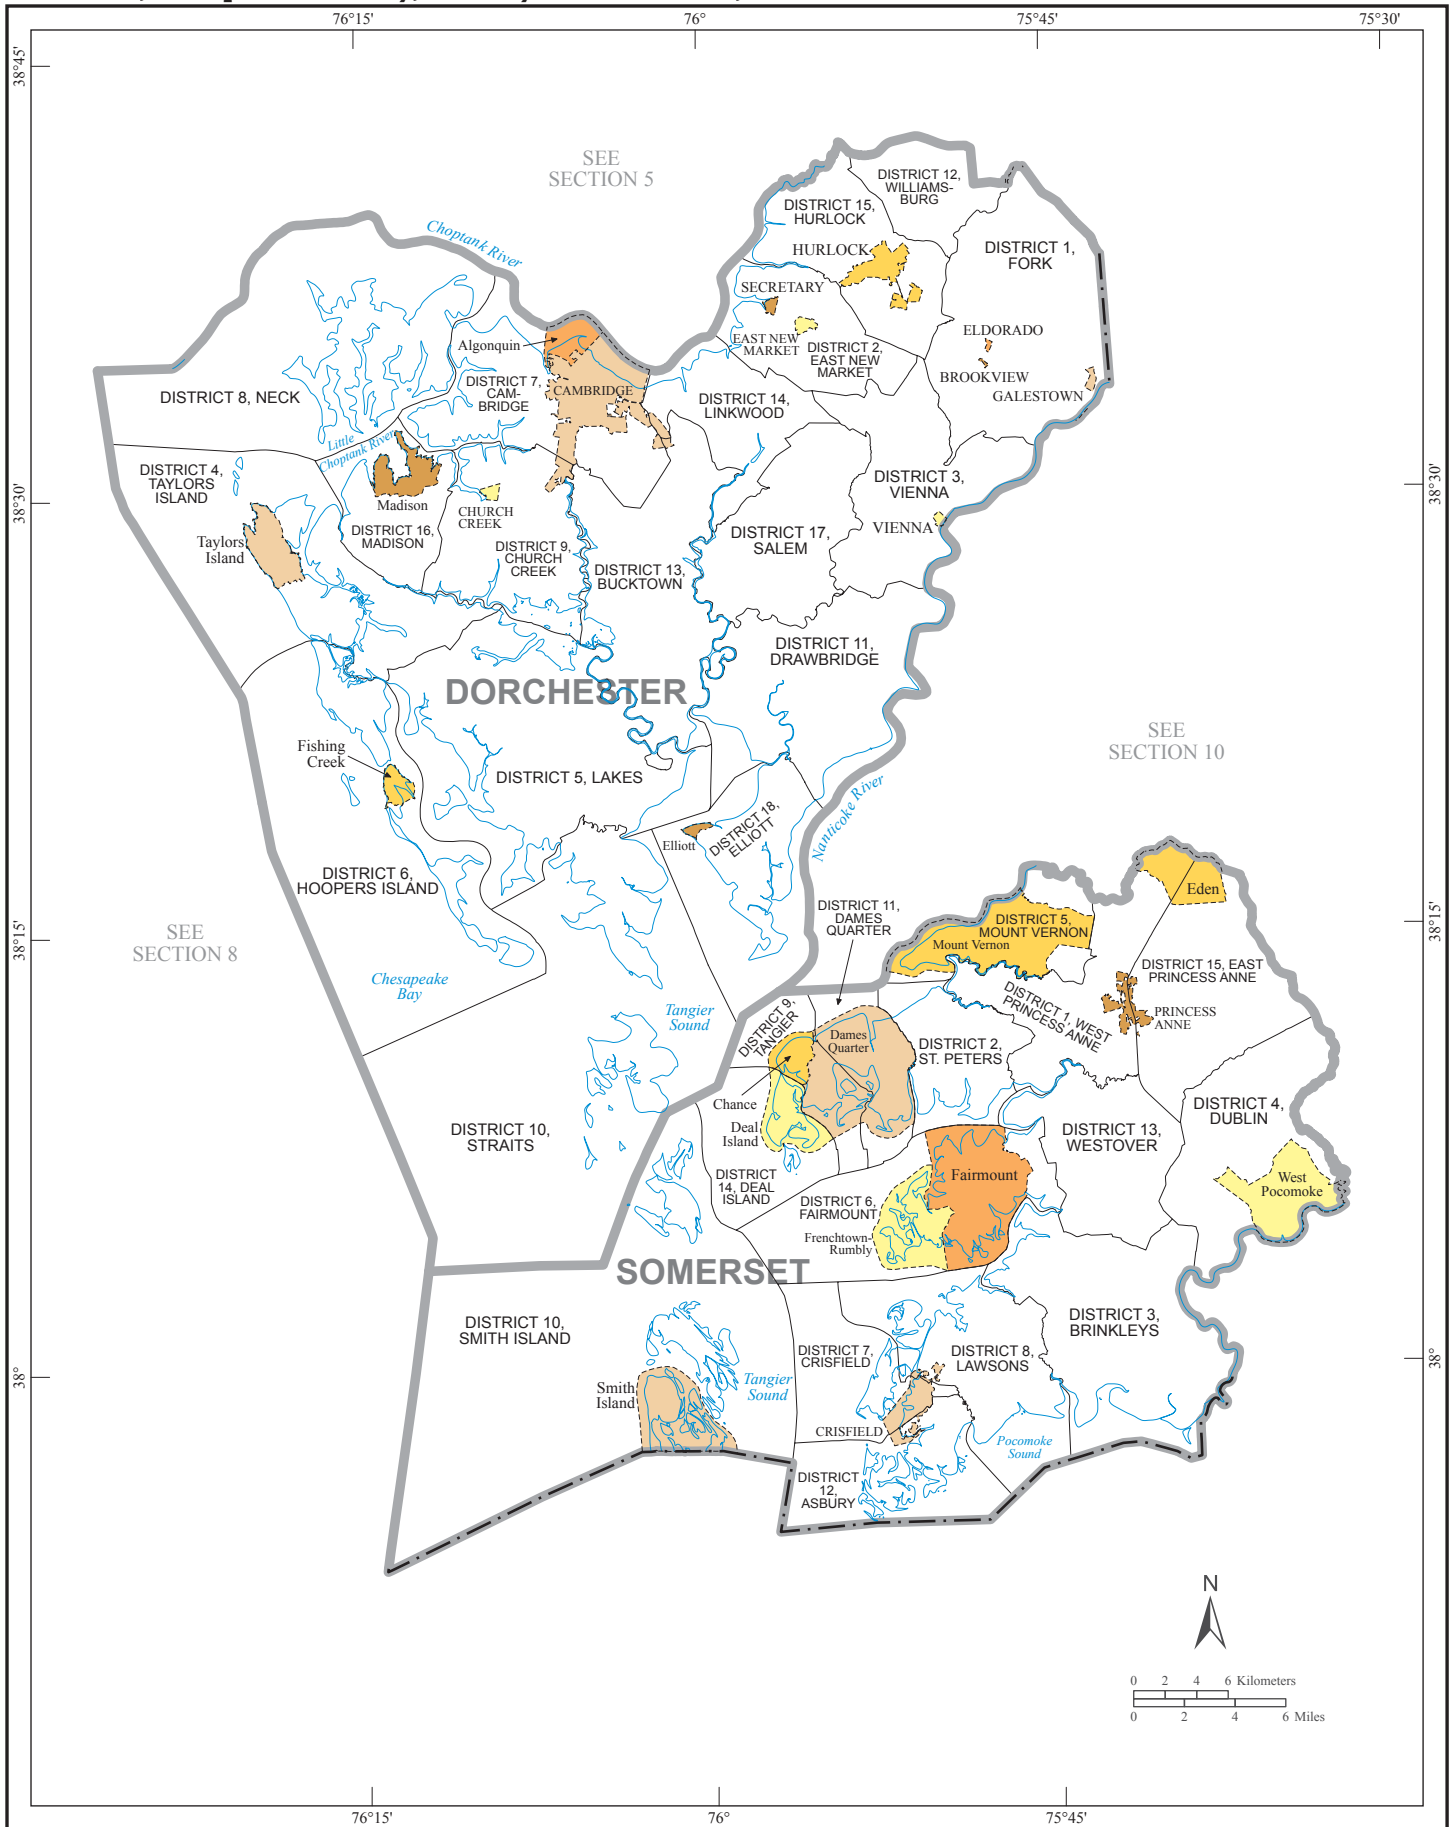 76°15'
76°
75°45'
75°30'
38°45'
SEE
SECTION 5
DISTRICT 12,
WILLIAMS-
BURG
DISTRICT 15,
HURLOCK
Choptank River
HURLOCK
DISTRICT 1,
FORK
SECRETARY
ELDORADO
EAST NEW
MARKET
DISTRICT 2,
EAST NEW
MARKET
Algonquin
BROOKVIEW
GALESTOWN
DISTRICT 8, NECK
DISTRICT 7,
CAM-
BRIDGE
CAMBRIDGE
DISTRICT 14,
LINKWOOD
Little
Choptank River
DISTRICT 4,
TAYLORS
ISLAND
DISTRICT 3,
VIENNA
38°30'
38°30'
Madison
CHURCH
CREEK
DISTRICT 16,
MADISON
VIENNA
DISTRICT 17,
SALEM
Taylors
Island
DISTRICT 9,
CHURCH
CREEK
DISTRICT 13,
BUCKTOWN
DISTRICT 11,
DRAWBRIDGE
DORCHESTER
SEE
SECTION 10
Fishing
Creek
DISTRICT 5, LAKES
Nanticoke River
Elliott
DISTRICT 18,
ELLIOTT
DISTRICT 6,
HOOPERS ISLAND
Eden
DISTRICT 11,
DAMES
QUARTER
DISTRICT 5,
MOUNT VERNON
Mount Vernon
38°15'
38°15'
SEE
SECTION 8
DISTRICT 15, EAST
PRINCESS ANNE
Chesapeake
Bay
DISTRICT 1, WEST
PRINCESS ANNE
PRINCESS
ANNE
Tangier
Sound
DISTRICT 9,
TANGIER
Dames
Quarter
DISTRICT 2,
ST. PETERS
Chance
DISTRICT 4,
DUBLIN
Deal
Island
DISTRICT 10,
STRAITS
DISTRICT 13,
WESTOVER
DISTRICT
14, DEAL
ISLAND
Fairmount
West
Pocomoke
DISTRICT 6,
FAIRMOUNT
Frenchtown-
Rumbly
SOMERSET
DISTRICT 10,
SMITH ISLAND
DISTRICT 3,
BRINKLEYS
DISTRICT 7,
CRISFIELD
DISTRICT 8,
LAWSONS
38°
38°
Smith
Island
Tangier
Sound
CRISFIELD
Pocomoke
Sound
DISTRICT
12,
ASBURY
N
0 2 4 6 Kilometers
0 2 4 6 Miles
76°15'
76°
75°45'